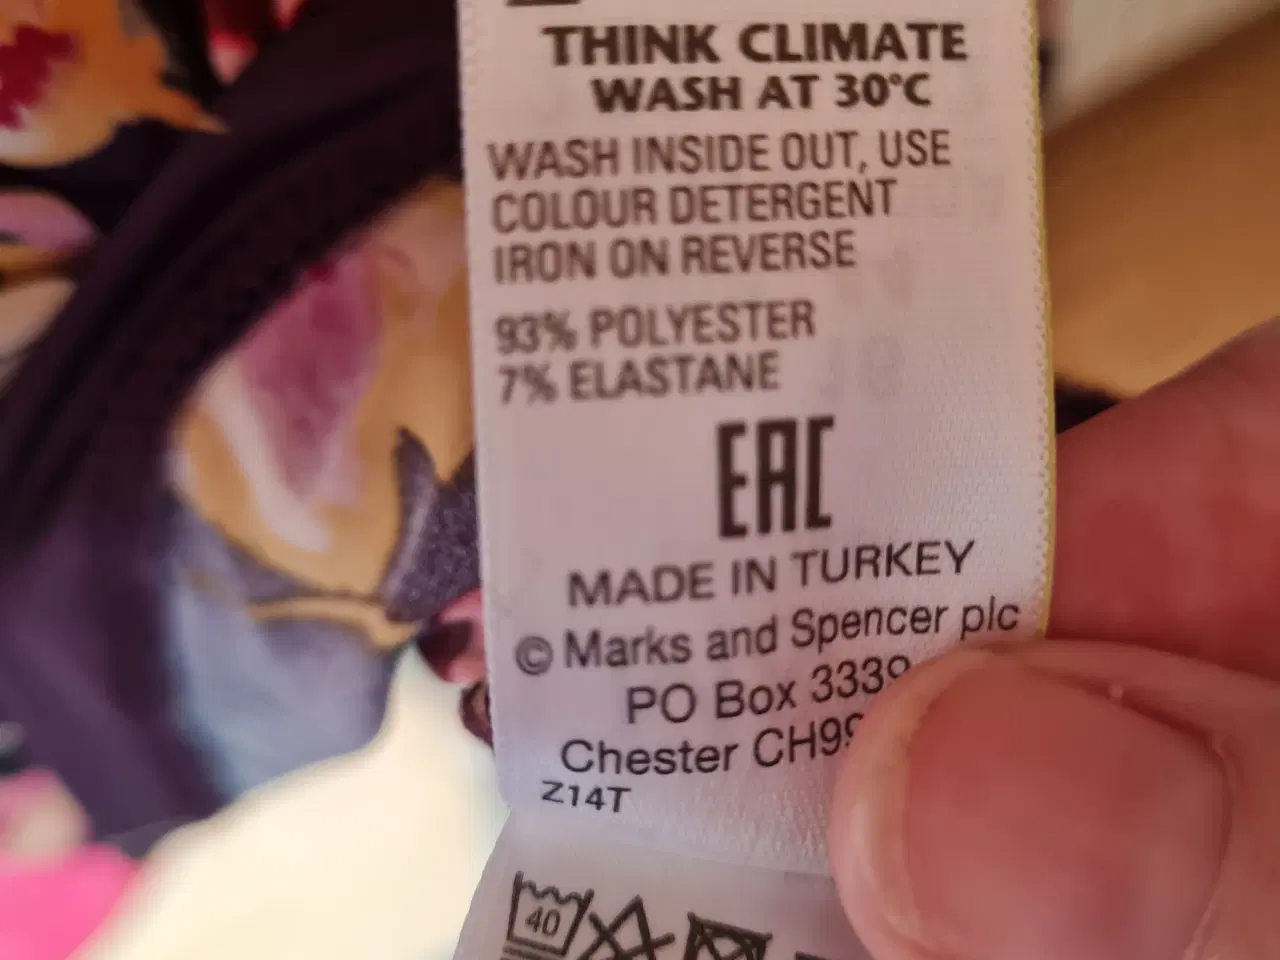 THINK CLIMATE
WASH AT 30°C
WASH INSIDE OUT, USE
COLOUR DETERGENT
IRON ON REVERSE
93% POLYESTER
7% ELASTANE
EAC
MADE IN TURKEY
© Marks and Spencer plc
PO Box
Chester
Z14T
40